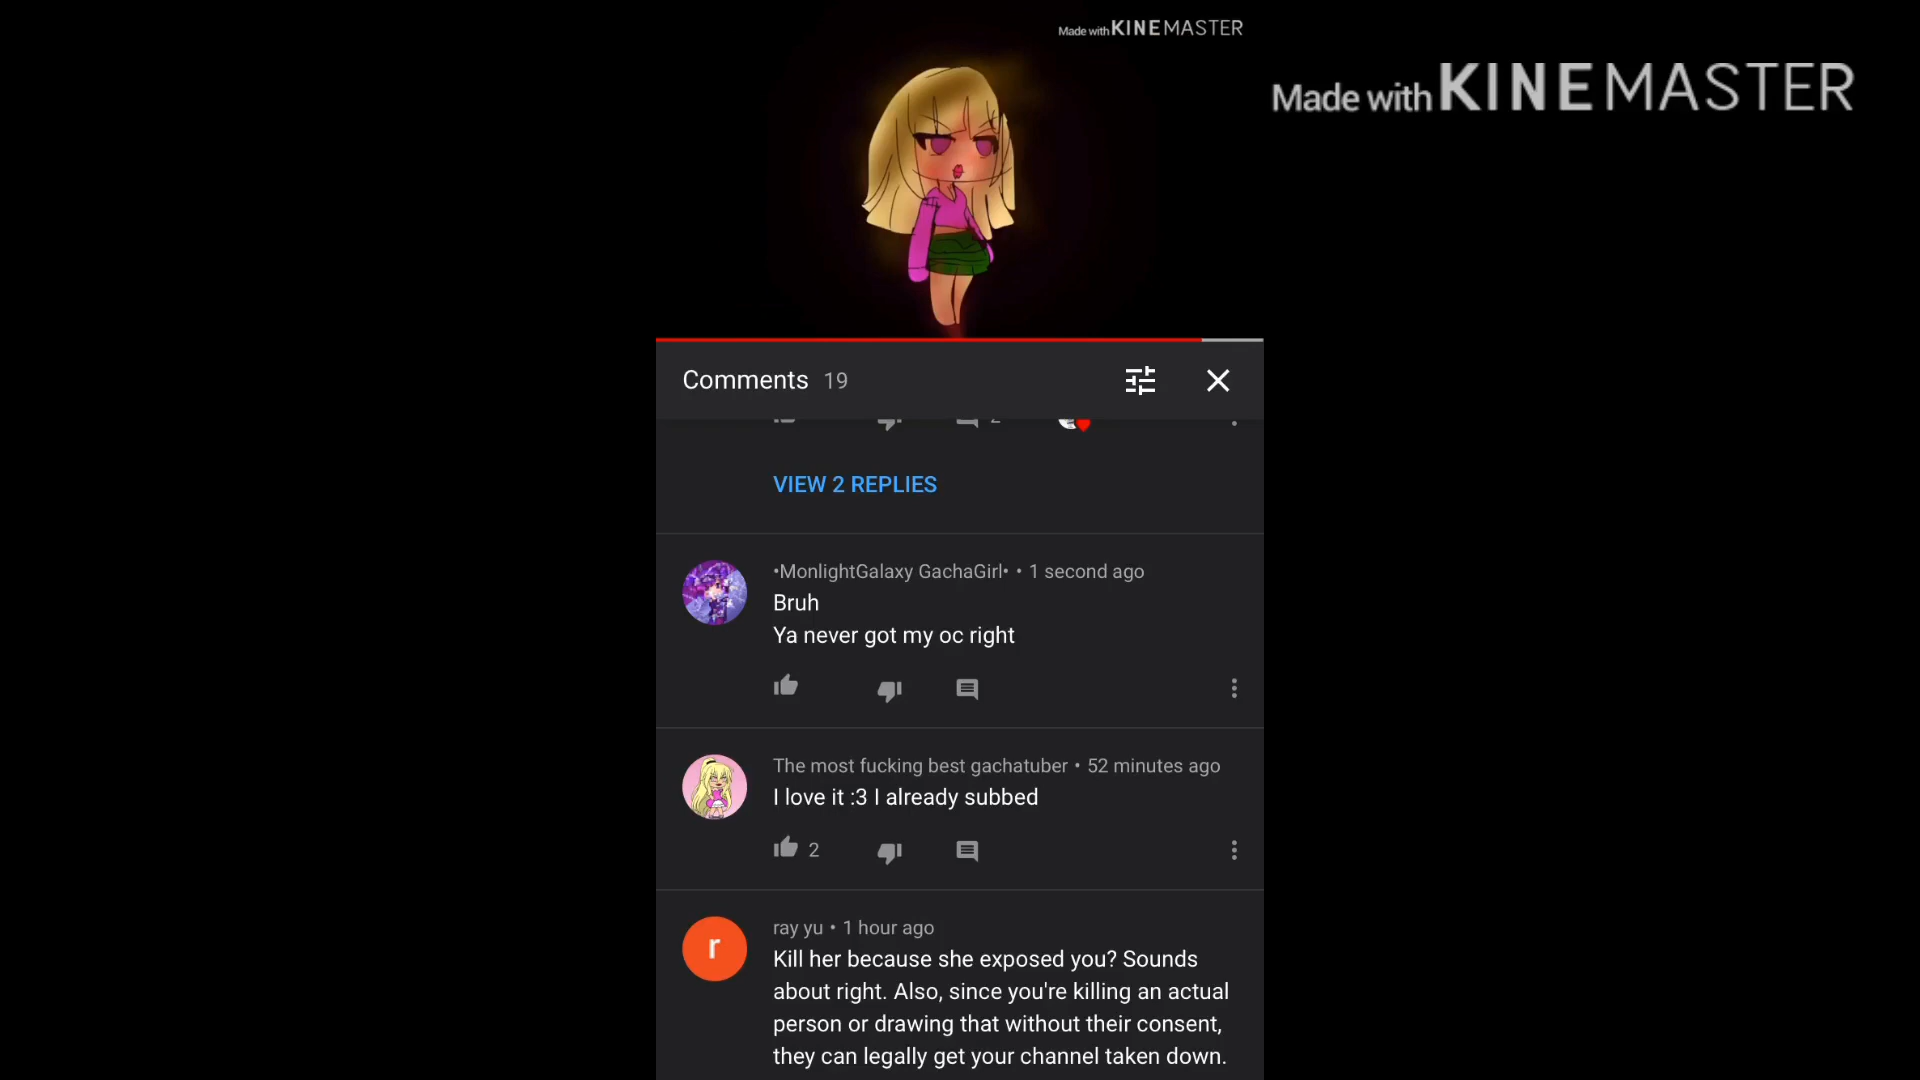 Made with KINEMASTER
Made with KINEMASTER
Comments 19
VIEW 2 REPLIES
•MonlightGalaxy GachaGirl• • 1 second ago
Bruh
Ya never got my oc right
The most fucking best gachatuber • 52 minutes ago
I love it :3 I already subbed
2
r
ray yu • 1 hour ago
Kill her because she exposed you? Sounds
about right. Also, since you're killing an actual
person or drawing that without their consent,
they can legally get your channel taken down.